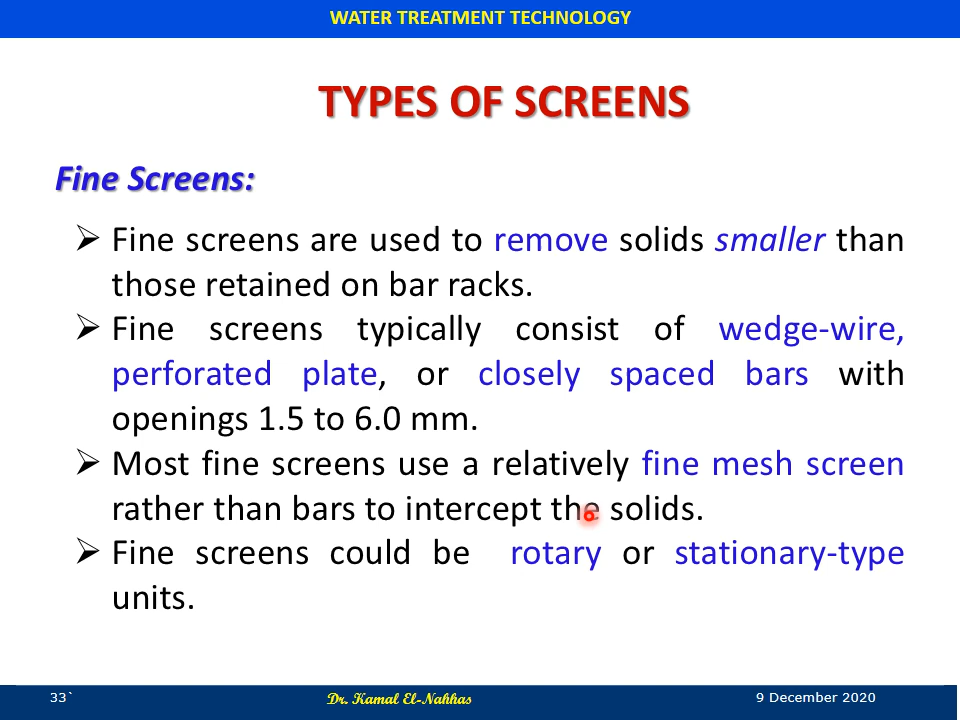 WATER TREATMENT TECHNOLOGY
TYPES OF SCREENS
Fine Screens:
➢ Fine screens are used to remove solids smaller than
those retained on bar racks.
➢ Fine screens typically consist of wedge-wire,
perforated plate, or closely spaced bars with
openings 1.5 to 6.0 mm.
➢ Most fine screens use a relatively fine mesh screen
rather than bars to intercept the solids.
➢ Fine screens could be rotary or stationary-type
units.
33` Dr. Kamal El-Nahhas 9 December 2020